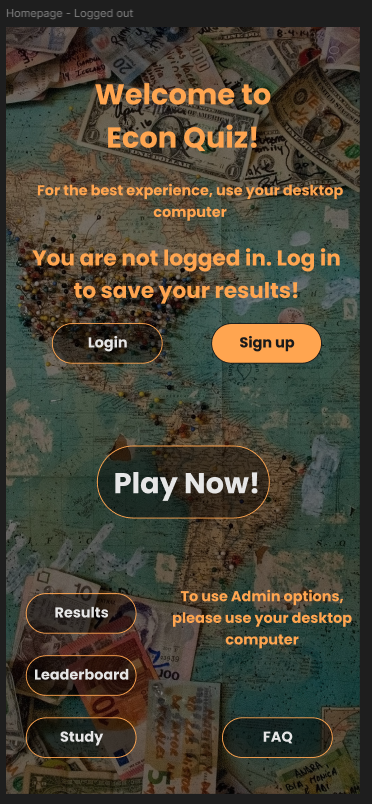 Homepage - Logged out
Welcome to
Econ Quiz!
For the best experience, use your desktop
computer
You are not logged in. Log in
to save your results!
Login
Sign up
Play Now!
To use Admin options,
please use your desktop
computer
Results
Leaderboard
Study
FAQ